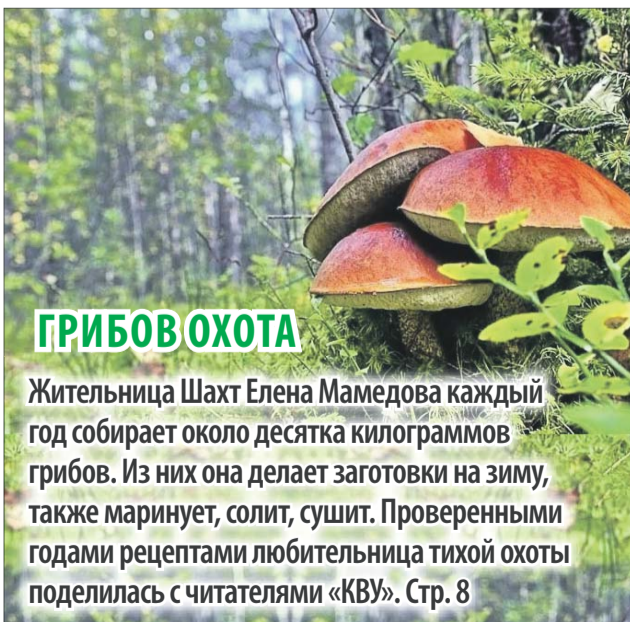 ГРИБОВ ОХОТА
Жительница Шахт Елена Мамедова каждый
год собирает около десятка килограммов
грибов. Из них она делает заготовки на зиму,
также маринует, солит, сушит. Проверенными
годами рецептами любительница тихой охоты
поделилась с читателями «КВУ». Стр. 8